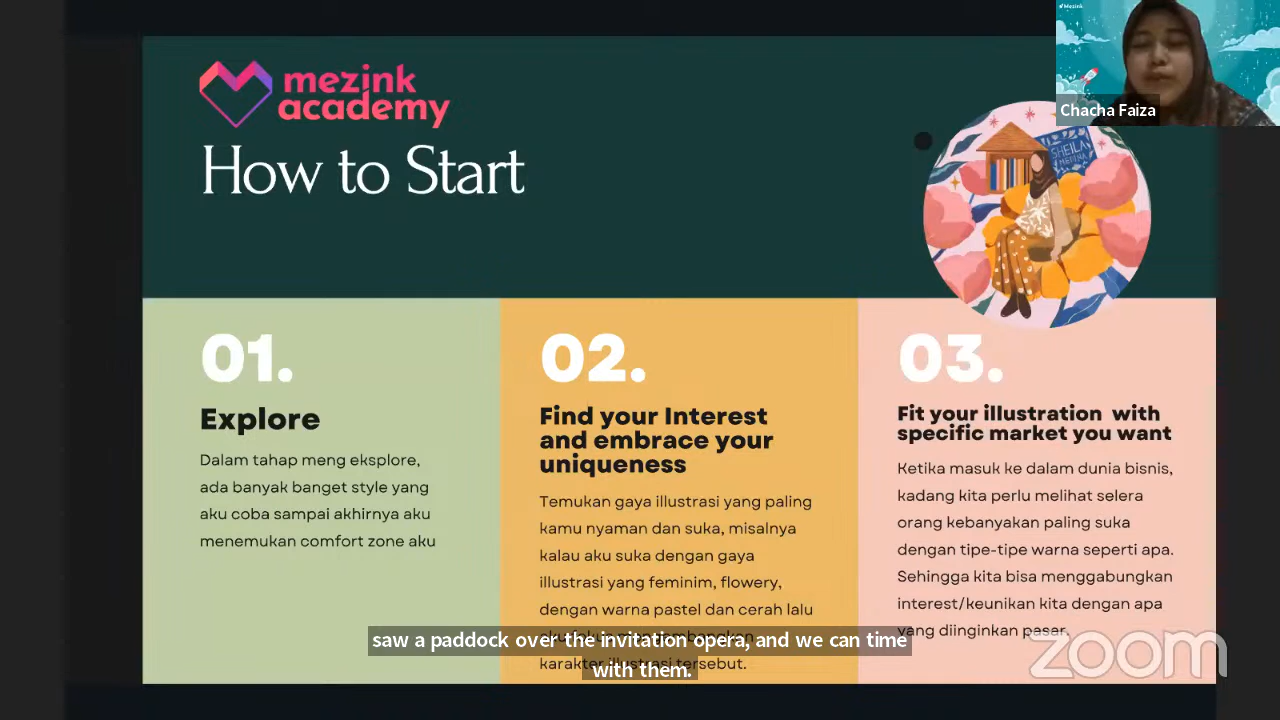 Mezink
Chacha Faiza
mezink
academy
How to Start
SHEILA
01.
Explore
Dalam tahap meng eksplore,
ada banyak banget style yang
aku coba sampai akhirnya aku
menemukan comfort zone aku
02.
Find your Interest
and embrace your
uniqueness
Temukan gaya illustrasi yang paling
kamu nyaman dan suka, misalnya
kalau aku suka dengan gaya
illustrasi yang feminim, flowery,
dengan warna pastel dan cerah lalu
karakter illustrasi tersebut.
03.
Fit your illustration with
specific market you want
Ketika masuk ke dalam dunia bisnis,
kadang kita perlu melihat selera
orang kebanyakan paling suka
dengan tipe-tipe warna seperti apa.
Sehingga kita bisa menggabungkan
interest/keunikan kita dengan apa
yang diinginkan pasar.
saw a paddock over the invitation opera, and we can time
with them.
zoom